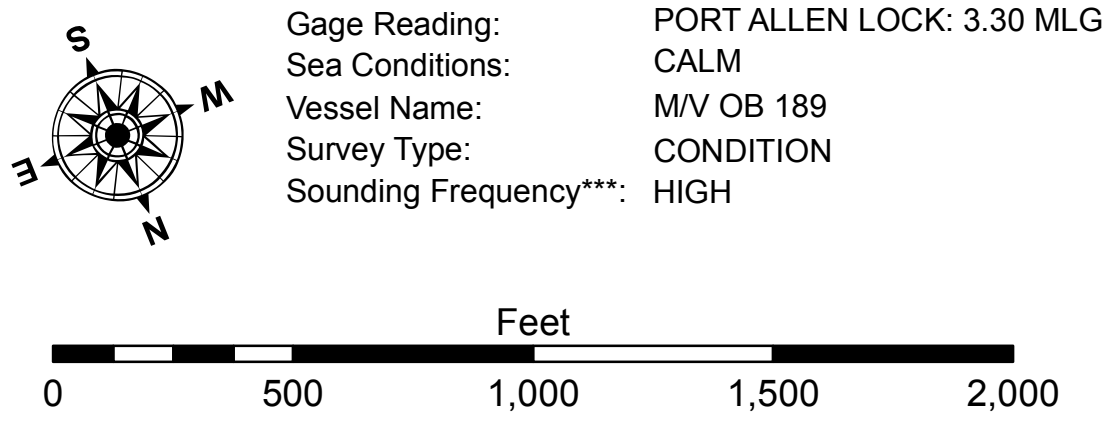 S
W
E
N
Gage Reading: PORT ALLEN LOCK: 3.30 MLG
Sea Conditions: CALM
Vessel Name: M/V OB 189
Survey Type: CONDITION
Sounding Frequency***: HIGH
Feet
0 500 1,000 1,500 2,000